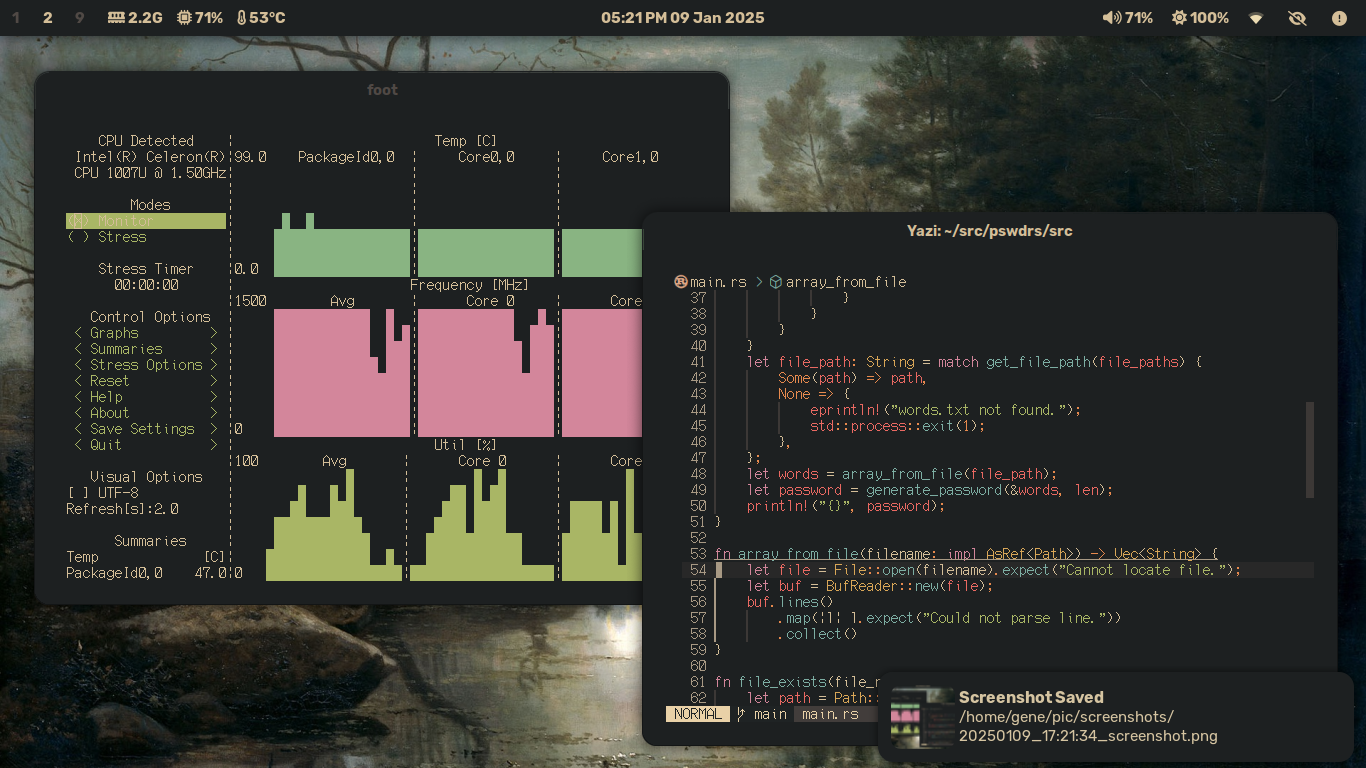 1 2 9 2.2G 71% 53°C 05:21 PM 09 Jan 2025 71% 100%
foot
CPU Detected
Intel(R) Celeron(R)
CPU 1007U @ 1.50GHz
Modes
(M) Monitor
( ) Stress
Stress Timer
00:00:00
Control Options
< Graphs >
< Summaries >
< Stress Options >
< Reset >
< Help >
< About >
< Save Settings >
< Quit >
Visual Options
[ ] UTF-8
Refresh[s]:2.0
Summaries
Temp [C]
PackageId0,0 47.0
Temp [C]
99.0 PackageId0,0 Core0,0 Core1,0
0.0
Frequency [MHz]
1500 Avg Core 0 Core
0
Util [%]
100 Avg Core 0 Core
0
Yazi: ~/src/pswdrs/src
main.rs > array_from_file
37 }
38 }
39 }
40 }
41 let file_path: String = match get_file_path(file_paths) {
42 Some(path) => path,
43 None => {
44 eprintln!("words.txt not found.");
45 std::process::exit(1);
46 },
47 };
48 let words = array_from_file(file_path);
49 let password = generate_password(&words, len);
50 println!("{}", password);
51 }
52
53 fn array_from_file(filename: impl AsRef<Path>) -> Vec<String> {
54 let file = File::open(filename).expect("Cannot locate file.");
55 let buf = BufReader::new(file);
56 buf.lines()
57 .map(|l| l.expect("Could not parse line."))
58 .collect()
59 }
60
61 fn file_exists(file_
62 let path = Path:
NORMAL main main.rs
Screenshot Saved
/home/gene/pic/screenshots/
20250109_17:21:34_screenshot.png